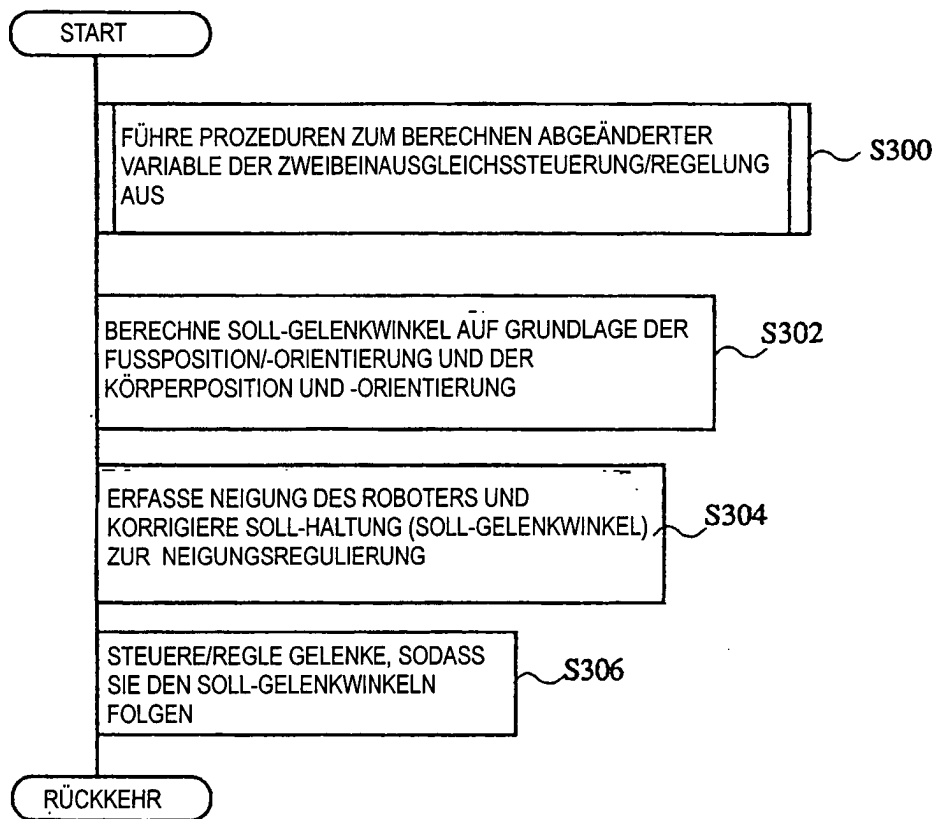 START
FÜHRE PROZEDUREN ZUM BERECHNEN ABGEÄNDERTER
VARIABLE DER ZWEIBEINAUSGLEICHSSTEUERUNG/REGELUNG
AUS
S300
BERECHNE SOLL-GELENKWINKEL AUF GRUNDLAGE DER
FUSSPOSITION/-ORIENTIERUNG UND DER
KÖRPERPOSITION UND -ORIENTIERUNG
S302
ERFASSE NEIGUNG DES ROBOTERS UND
KORRIGIERE SOLL-HALTUNG (SOLL-GELENKWINKEL)
ZUR NEIGUNGSREGULIERUNG
S304
STEUERE/REGLE GELENKE, SODASS
SIE DEN SOLL-GELENKWINKELN
FOLGEN
S306
RÜCKKEHR